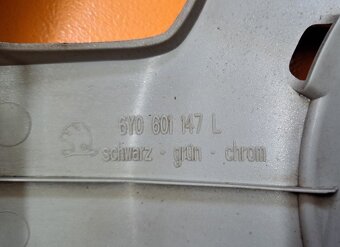 6Y0 601 147 L
schwarz - grün - chrom